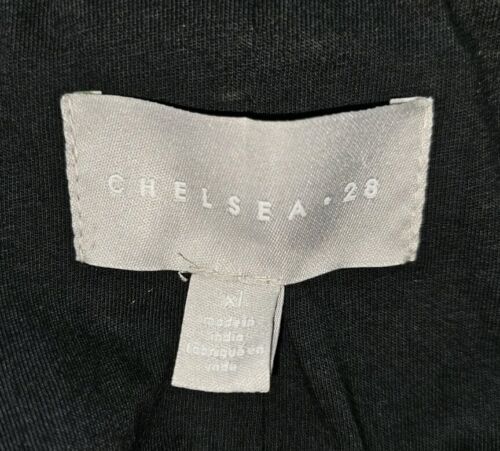 CHELSEA • 28
xl
made in
india
fabriqué en
inde